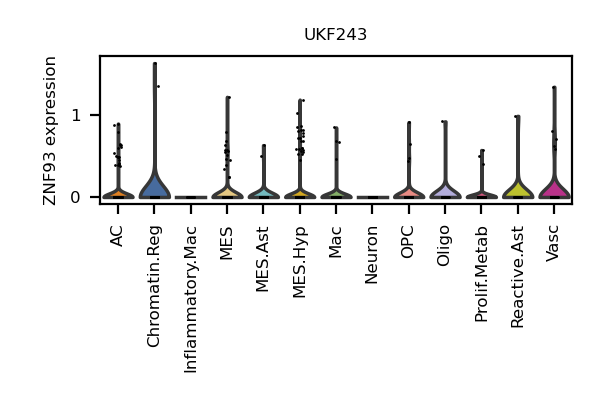 UKF243
ZNF93 expression
1
0
AC
Chromatin.Reg
Inflammatory.Mac
MES
MES.Ast
MES.Hyp
Mac
Neuron
OPC
Oligo
Prolif.Metab
Reactive.Ast
Vasc